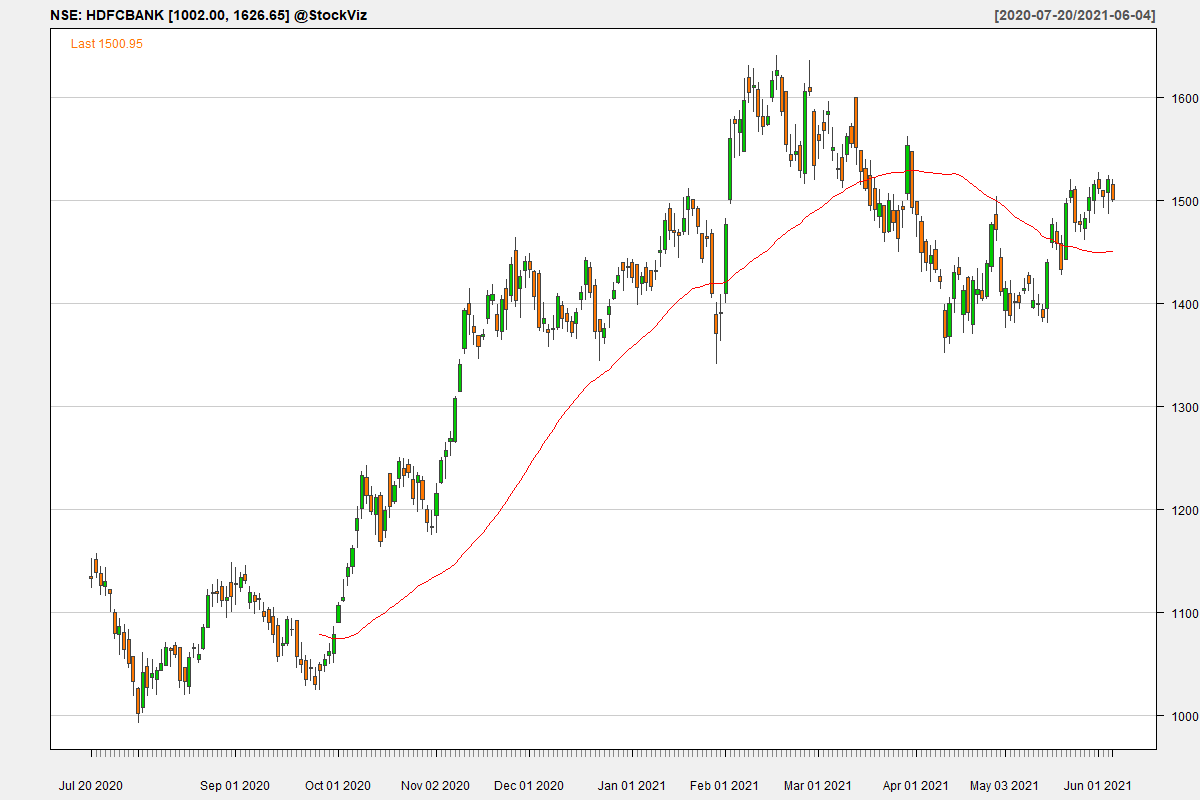 NSE: HDFCBANK [1002.00, 1626.65] @StockViz
[2020-07-20/2021-06-04]
Last 1500.95
1600
1500
1400
1300
1200
1100
1000
Jul 20 2020
Sep 01 2020
Oct 01 2020
Nov 02 2020
Dec 01 2020
Jan 01 2021
Feb 01 2021
Mar 01 2021
Apr 01 2021
May 03 2021
Jun 01 2021